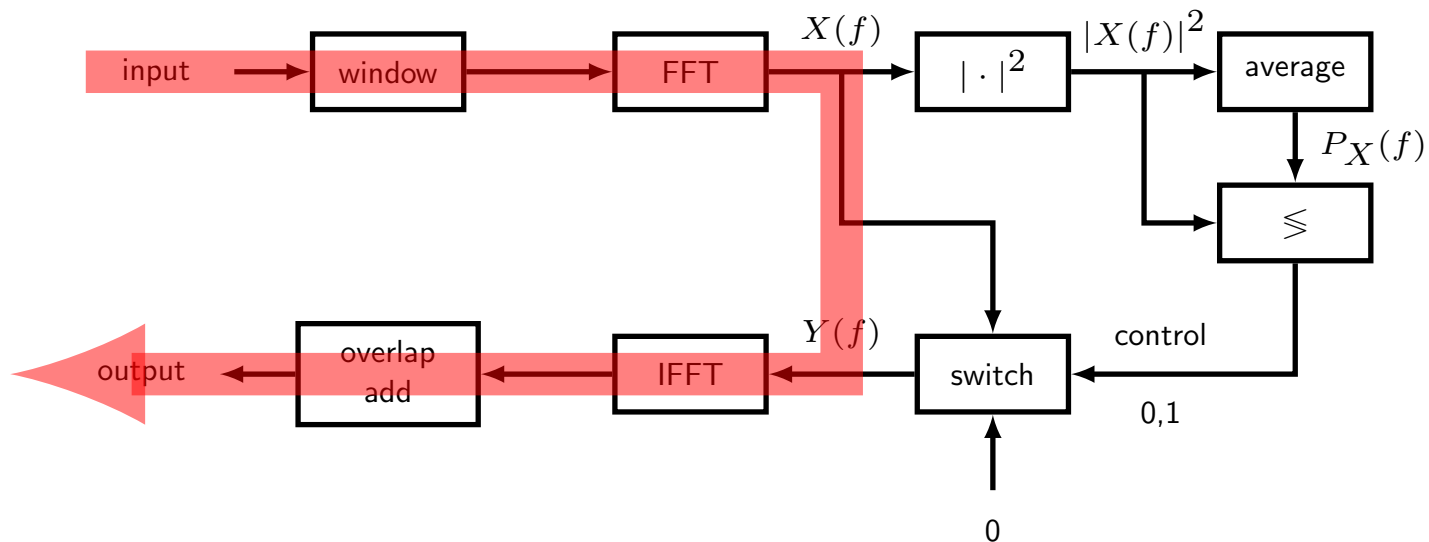 input
window
FFT
X(f)
| · |²
|X(f)|²
average
P_X(f)
≶
output
overlap
add
IFFT
Y(f)
switch
control
0,1
0